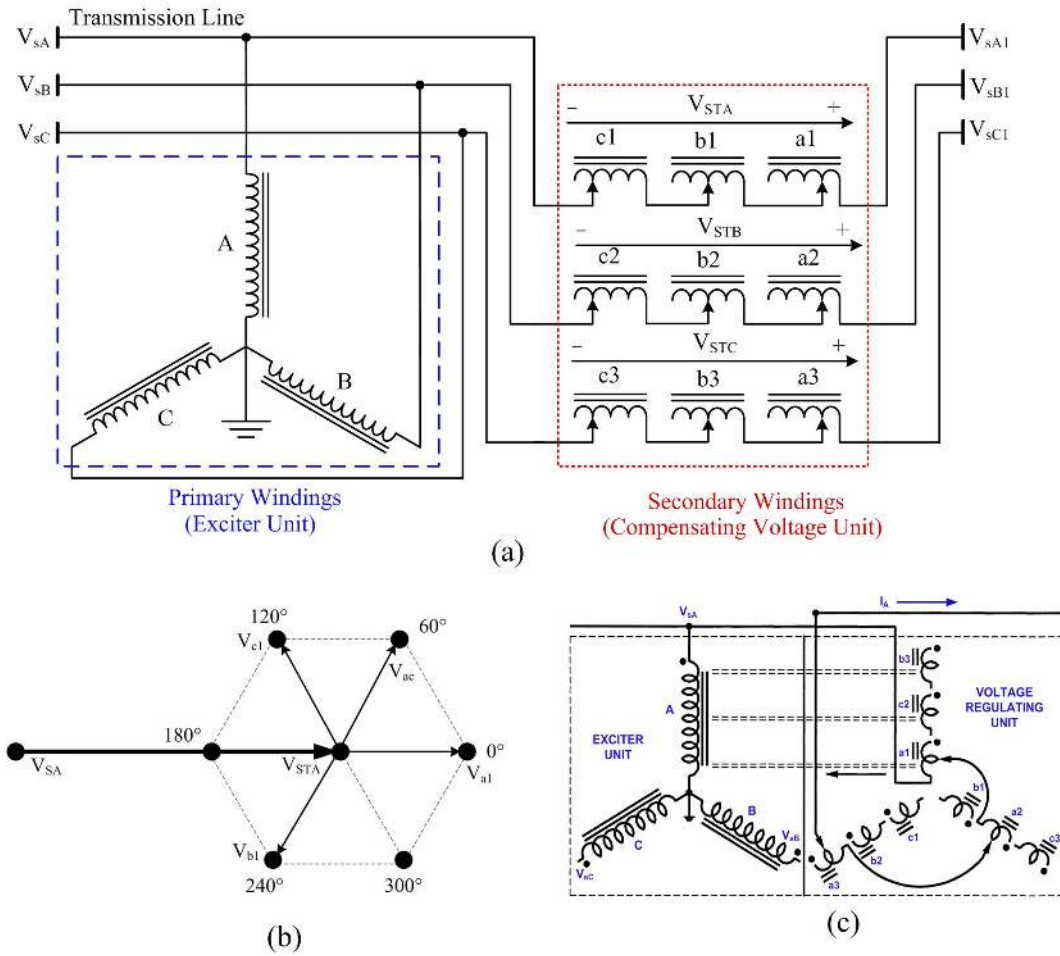 Transmission Line
VsA
VsB
VsC
VsA1
VsB1
VsC1
A
B
C
Primary Windings
(Exciter Unit)
− VSTA +
c1 b1 a1
− VSTB +
c2 b2 a2
− VSTC +
c3 b3 a3
Secondary Windings
(Compensating Voltage Unit)
(a)
120°
60°
Vc1
Vac
180°
0°
VSA
VSTA
Va1
Vb1
240°
300°
(b)
VsA
IA
A
EXCITER
UNIT
B
C
VsB
VsC
b3
c2
a1
VOLTAGE
REGULATING
UNIT
b1
a2
c3
c1
b2
a3
(c)